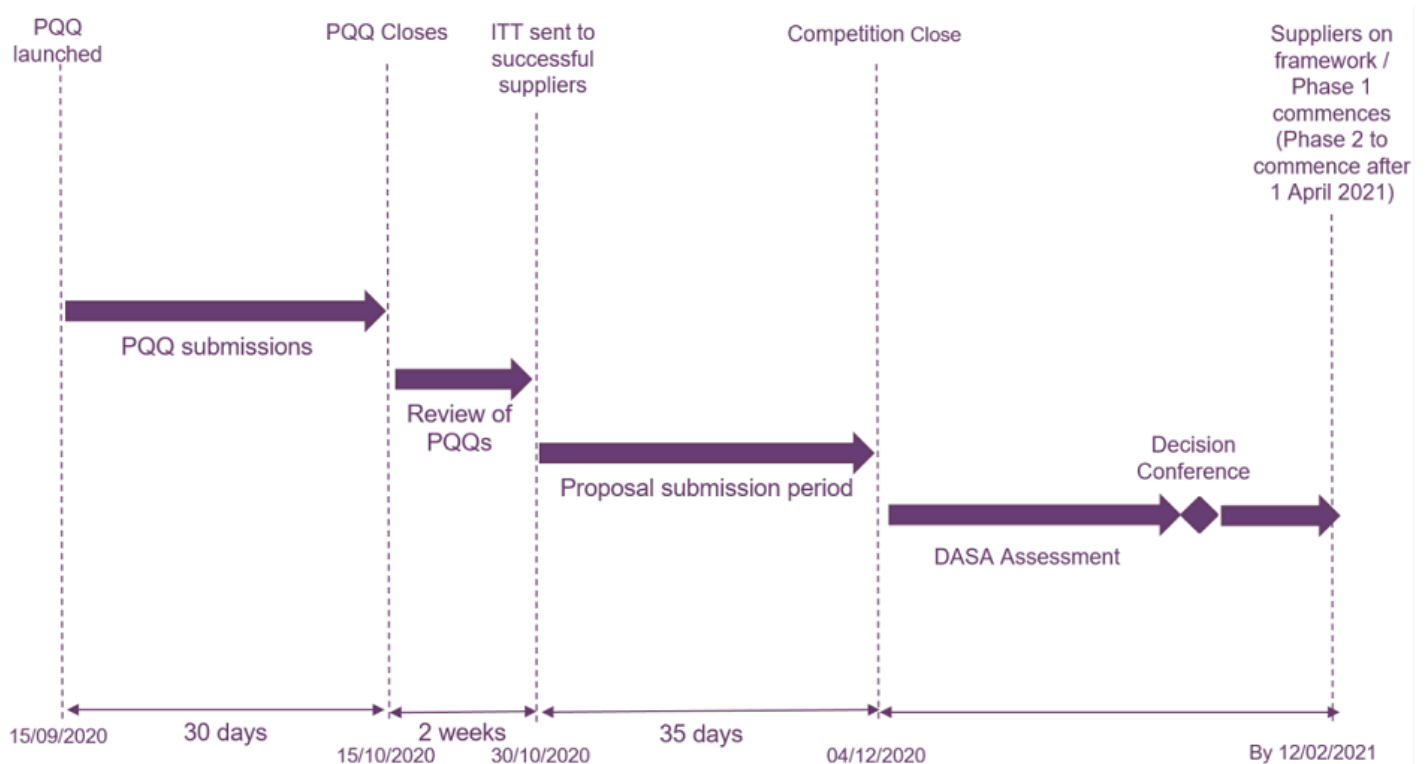 PQQ
launched
PQQ Closes
ITT sent to
successful
suppliers
Competition Close
Suppliers on
framework /
Phase 1
commences
(Phase 2 to
commence after
1 April 2021)
PQQ submissions
Review of
PQQs
Proposal submission period
Decision
Conference
DASA Assessment
30 days
2 weeks
35 days
15/09/2020
15/10/2020
30/10/2020
04/12/2020
By 12/02/2021